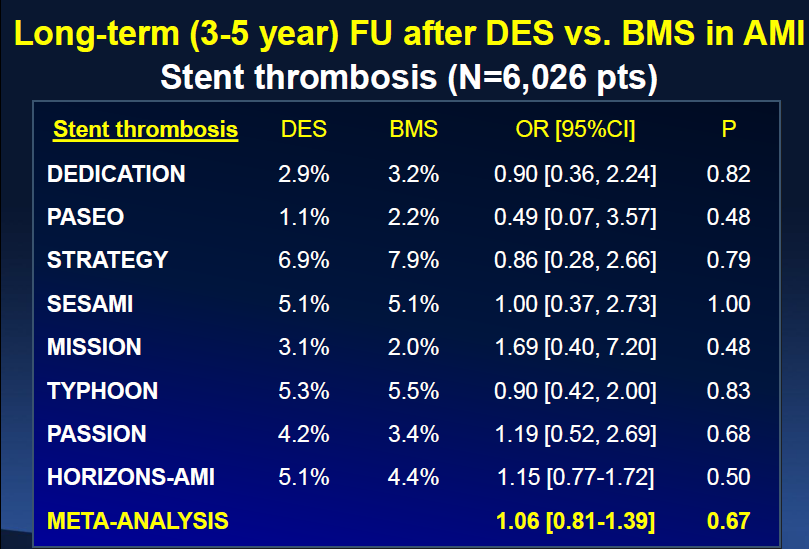 Long-term (3-5 year) FU after DES vs. BMS in AMI
Stent thrombosis (N=6,026 pts)
Stent thrombosis DES BMS OR [95%CI] P
DEDICATION 2.9% 3.2% 0.90 [0.36, 2.24] 0.82
PASEO 1.1% 2.2% 0.49 [0.07, 3.57] 0.48
STRATEGY 6.9% 7.9% 0.86 [0.28, 2.66] 0.79
SESAMI 5.1% 5.1% 1.00 [0.37, 2.73] 1.00
MISSION 3.1% 2.0% 1.69 [0.40, 7.20] 0.48
TYPHOON 5.3% 5.5% 0.90 [0.42, 2.00] 0.83
PASSION 4.2% 3.4% 1.19 [0.52, 2.69] 0.68
HORIZONS-AMI 5.1% 4.4% 1.15 [0.77-1.72] 0.50
META-ANALYSIS 1.06 [0.81-1.39] 0.67